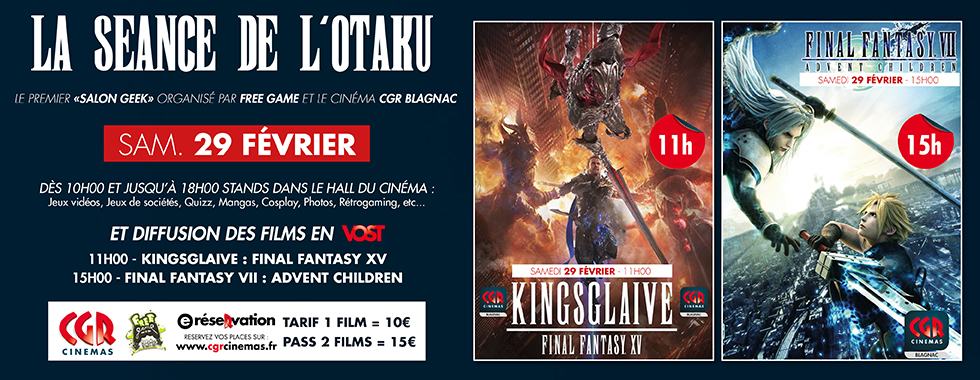 LA SEANCE DE L'OTAKU
LE PREMIER «SALON GEEK» ORGANISÉ PAR FREE GAME ET LE CINÉMA CGR BLAGNAC
SAM. 29 FÉVRIER
DÈS 10H00 ET JUSQU'À 18H00 STANDS DANS LE HALL DU CINÉMA :
Jeux vidéos, Jeux de sociétés, Quizz, Mangas, Cosplay, Photos, Rétrogaming, etc...
ET DIFFUSION DES FILMS EN VOST
11H00 - KINGSGLAIVE : FINAL FANTASY XV
15H00 - FINAL FANTASY VII : ADVENT CHILDREN
CGR
CINEMAS
e-réseRvation
RESERVEZ VOS PLACES SUR :
www.cgrcinemas.fr
TARIF 1 FILM = 10€
PASS 2 FILMS = 15€
11h
SAMEDI 29 FÉVRIER - 11H00
CGR
CINEMAS
BLAGNAC
KINGSGLAIVE
CGR
CINEMAS
BLAGNAC
FINAL FANTASY XV
FINAL FANTASY VII
ADVENT CHILDREN
SAMEDI 29 FÉVRIER - 15H00
15h
CGR
CINEMAS
BLAGNAC